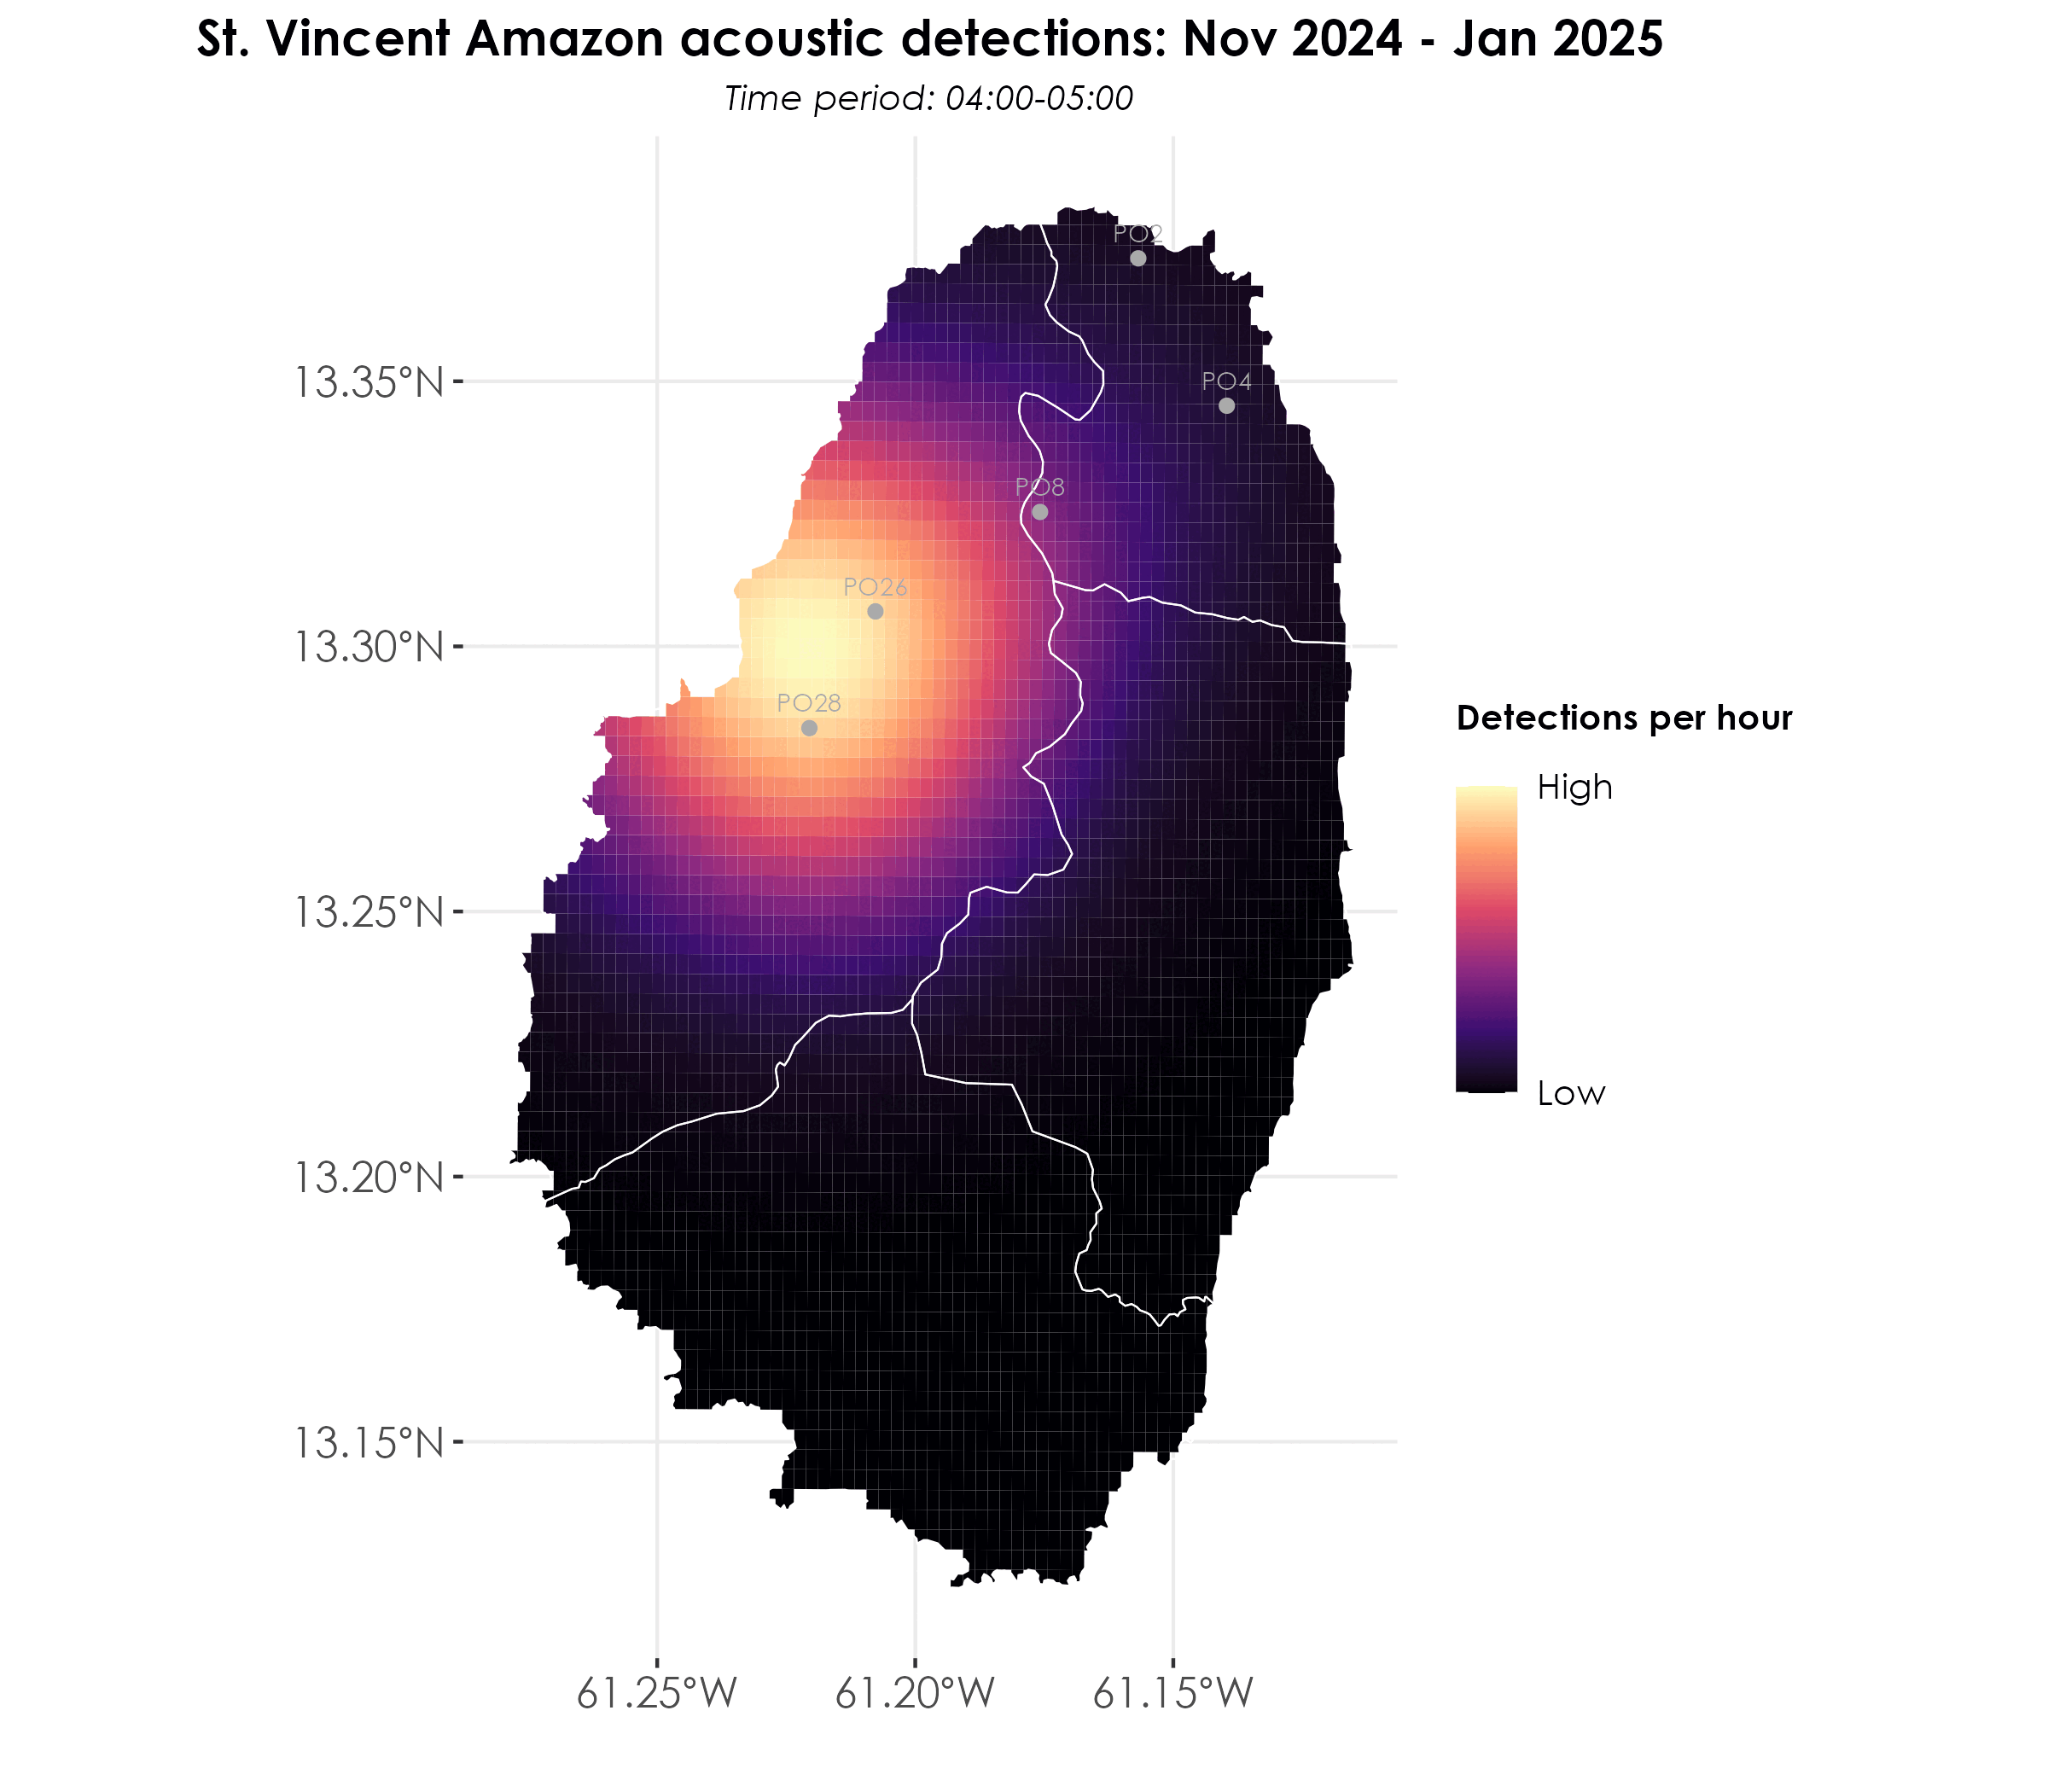 St. Vincent Amazon acoustic detections: Nov 2024 - Jan 2025
Time period: 04:00-05:00
PO2
13.35°N
PO4
PO8
PO26
13.30°N
PO28
Detections per hour
High
13.25°N
Low
13.20°N
13.15°N
61.25°W 61.20°W 61.15°W